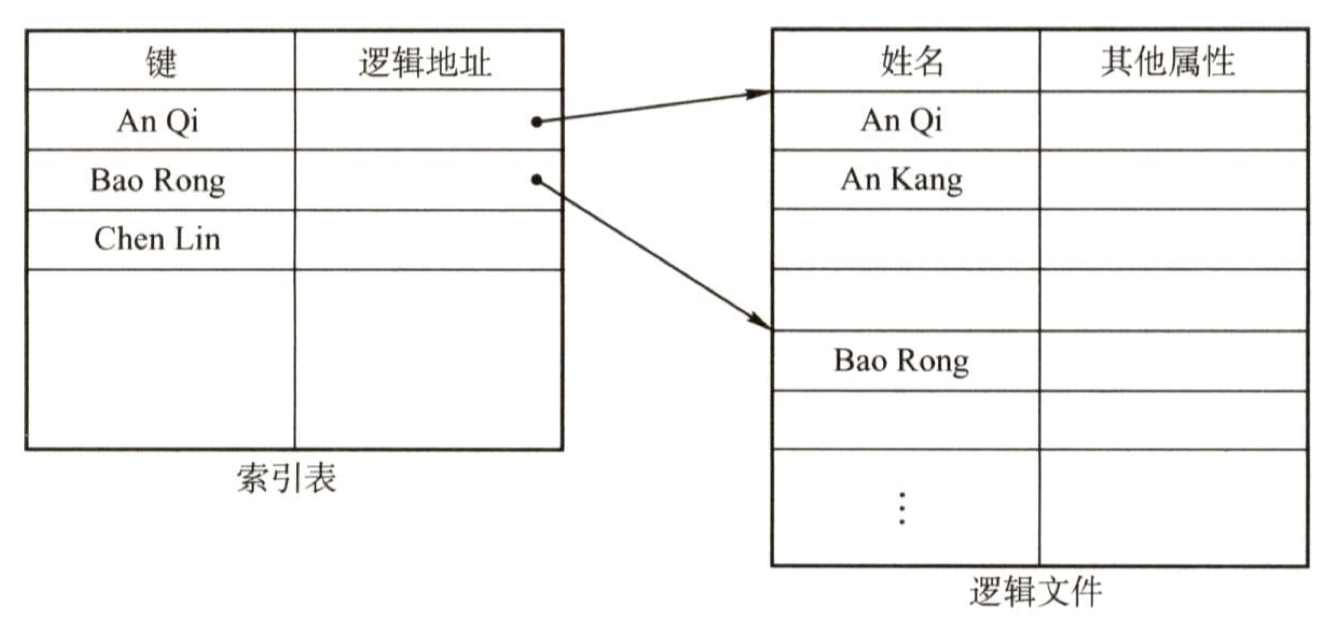 键 逻辑地址
An Qi
Bao Rong
Chen Lin
索引表
姓名 其他属性
An Qi
An Kang
Bao Rong
⋮
逻辑文件